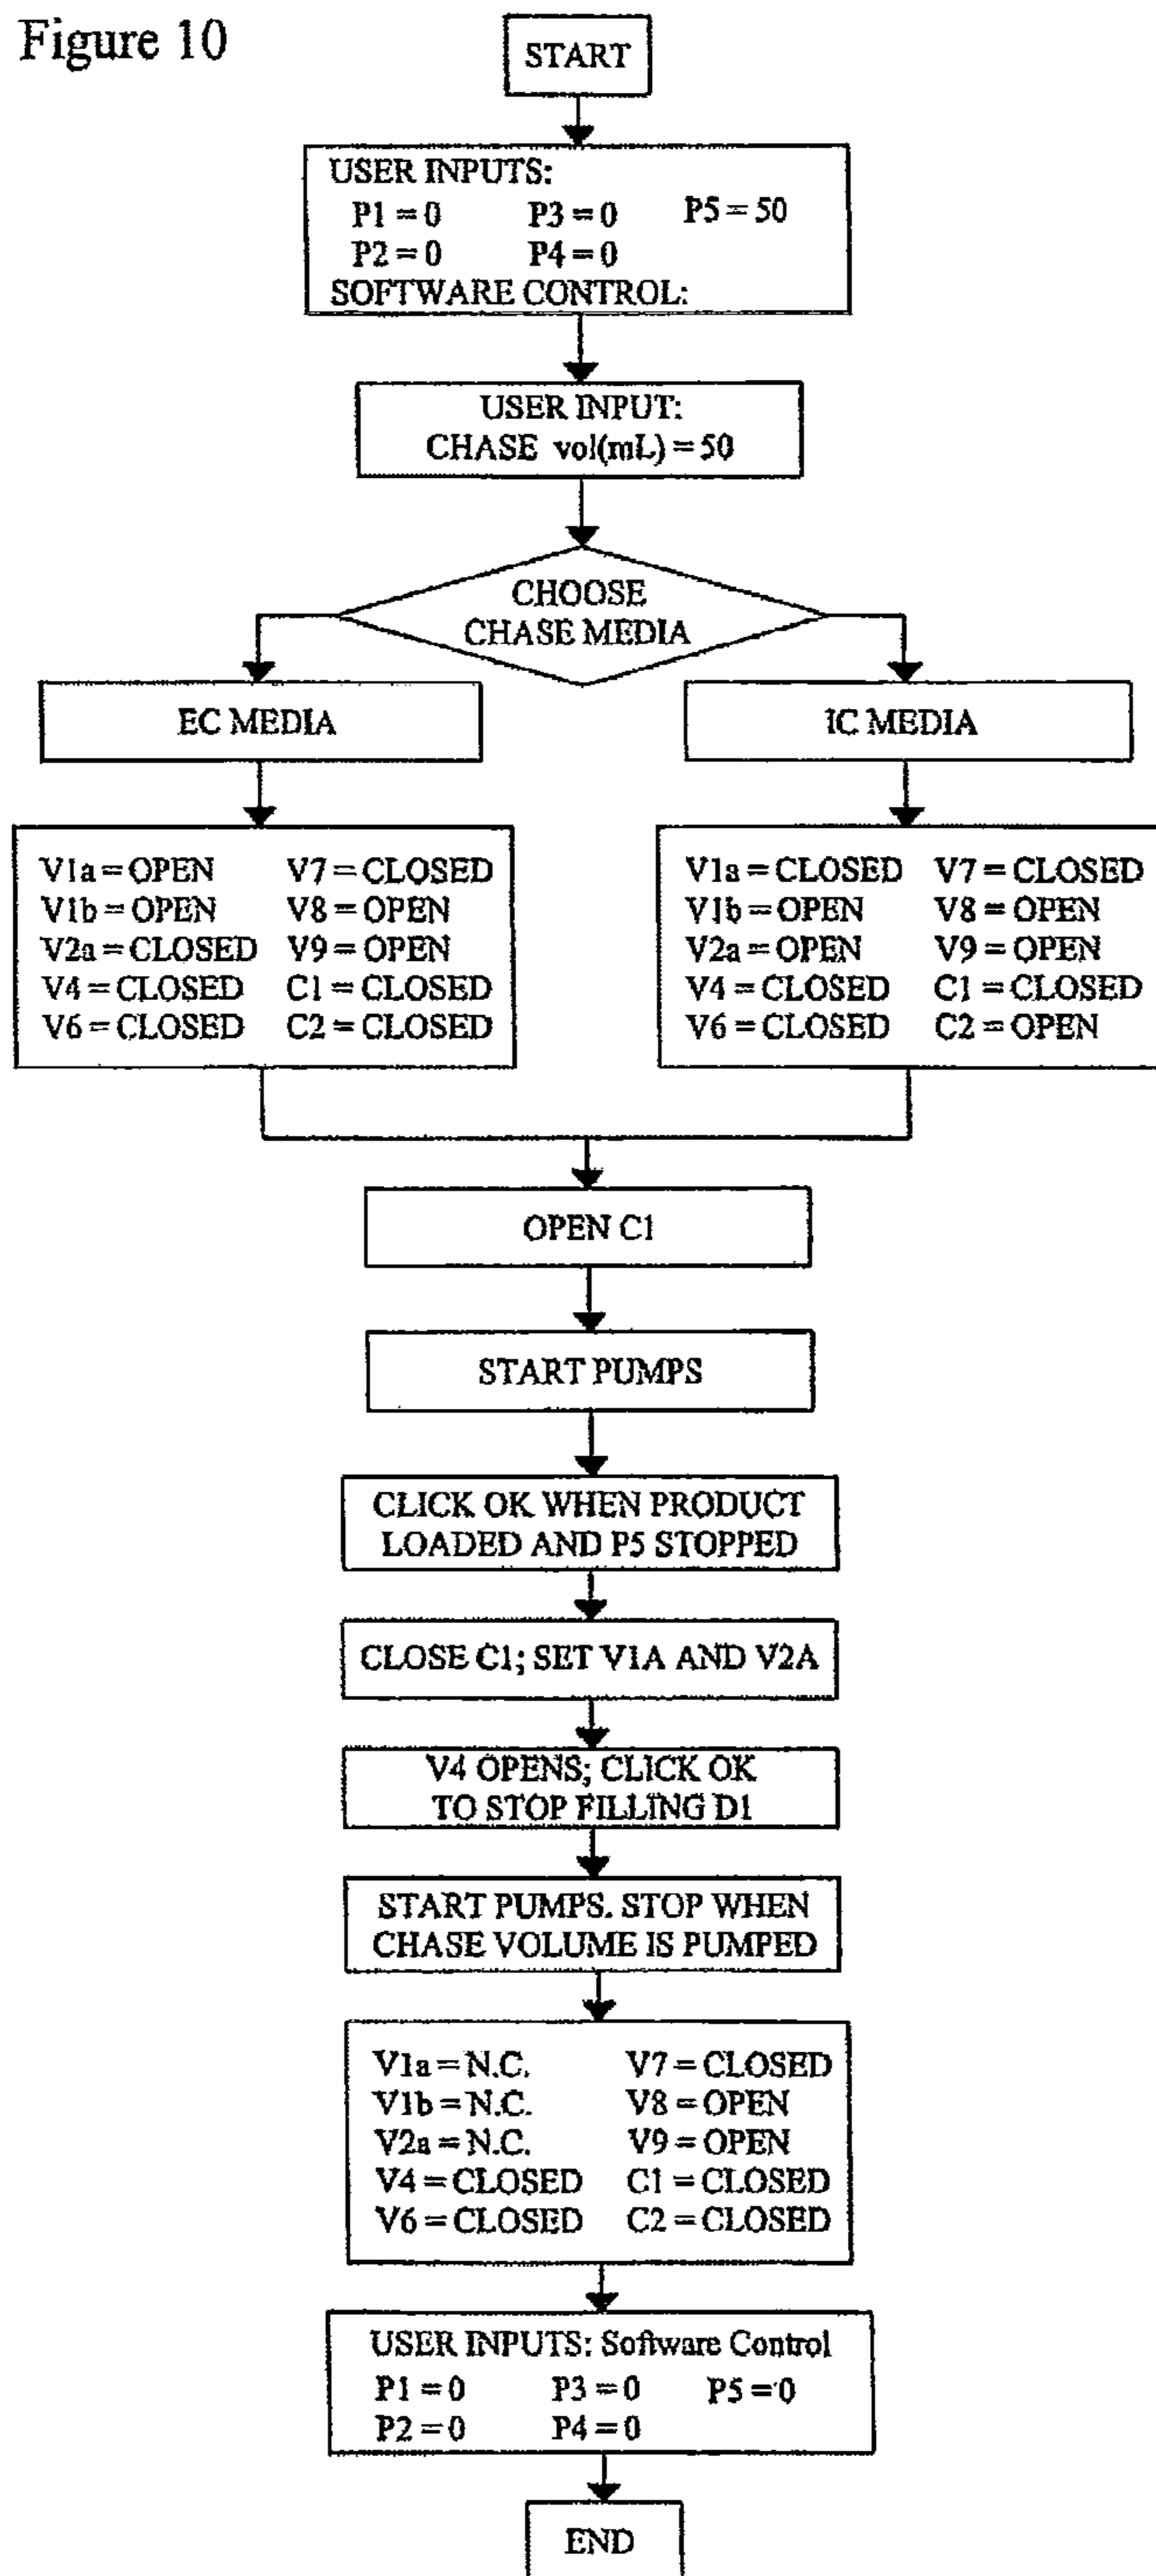 Figure 10
START
USER INPUTS:
P1 = 0 P3 = 0 P5 = 50
P2 = 0 P4 = 0
SOFTWARE CONTROL:
USER INPUT:
CHASE vol(mL) = 50
CHOOSE
CHASE MEDIA
EC MEDIA
IC MEDIA
V1a = OPEN V7 = CLOSED
V1b = OPEN V8 = OPEN
V2a = CLOSED V9 = OPEN
V4 = CLOSED C1 = CLOSED
V6 = CLOSED C2 = CLOSED
V1a = CLOSED V7 = CLOSED
V1b = OPEN V8 = OPEN
V2a = OPEN V9 = OPEN
V4 = CLOSED C1 = CLOSED
V6 = CLOSED C2 = OPEN
OPEN C1
START PUMPS
CLICK OK WHEN PRODUCT
LOADED AND P5 STOPPED
CLOSE C1; SET V1A AND V2A
V4 OPENS; CLICK OK
TO STOP FILLING D1
START PUMPS. STOP WHEN
CHASE VOLUME IS PUMPED
V1a = N.C. V7 = CLOSED
V1b = N.C. V8 = OPEN
V2a = N.C. V9 = OPEN
V4 = CLOSED C1 = CLOSED
V6 = CLOSED C2 = CLOSED
USER INPUTS: Software Control
P1 = 0 P3 = 0 P5 = 0
P2 = 0 P4 = 0
END